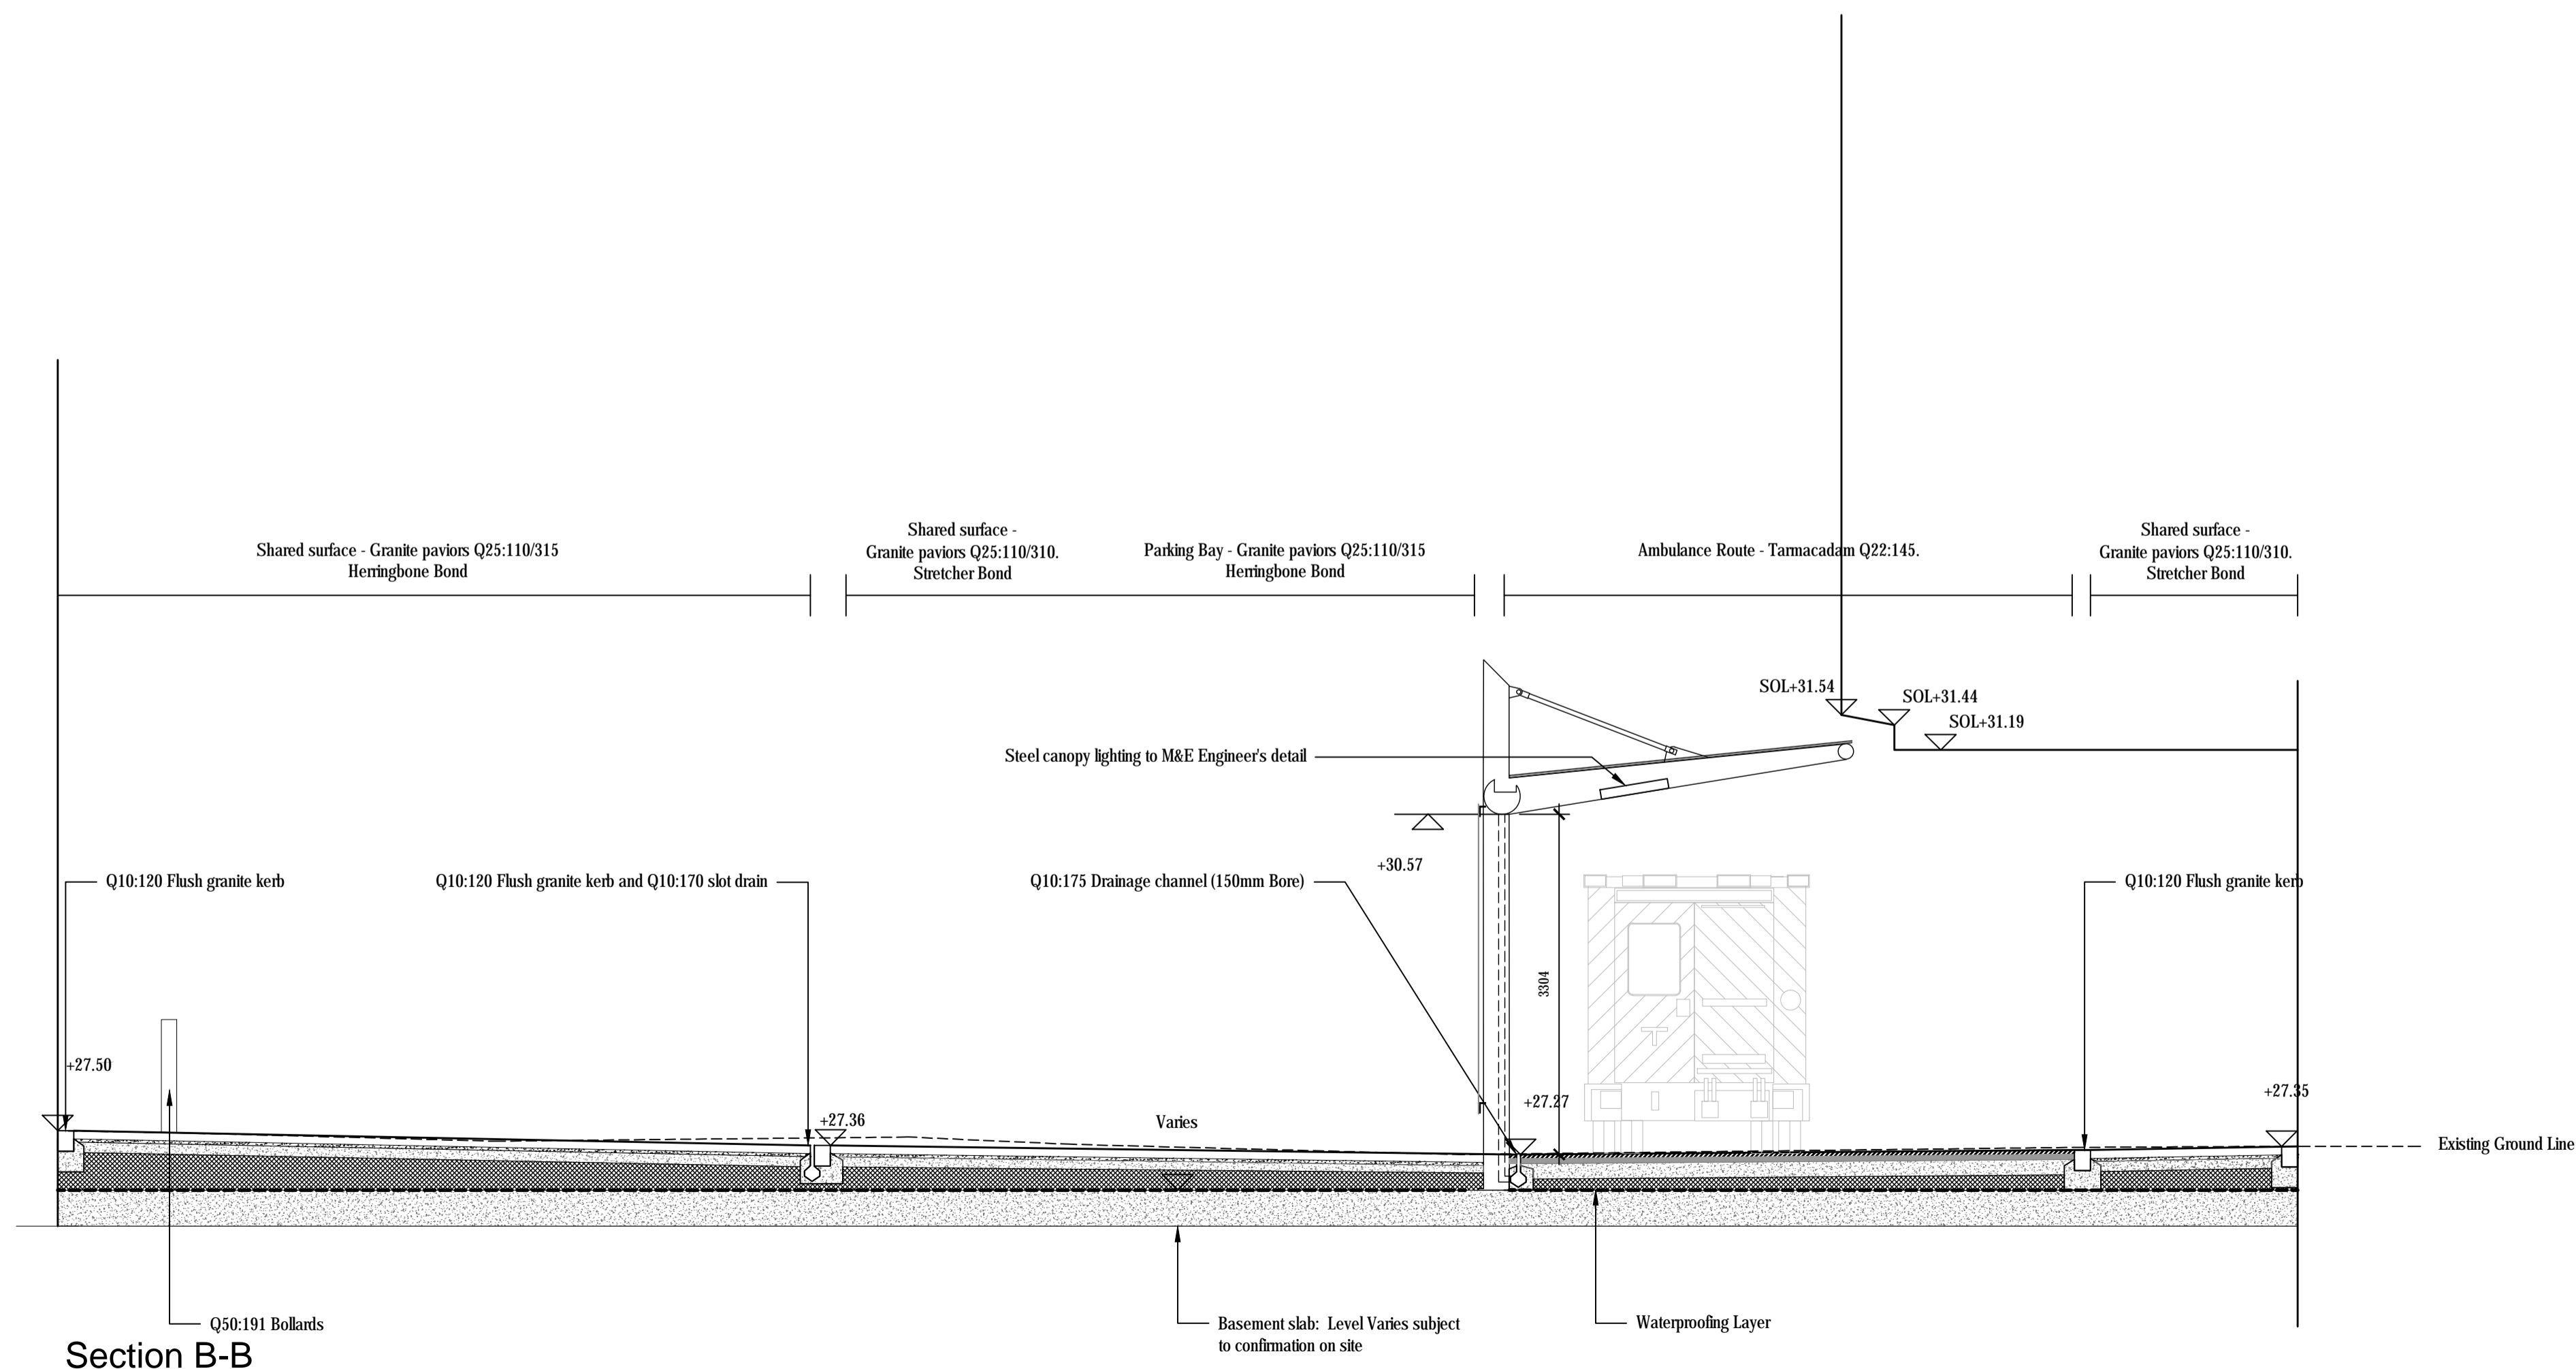 Shared surface - Granite paviors Q25:110/315
Herringbone Bond
Shared surface -
Granite paviors Q25:110/310.
Stretcher Bond
Parking Bay - Granite paviors Q25:110/315
Herringbone Bond
Ambulance Route - Tarmacadam Q22:145.
Shared surface -
Granite paviors Q25:110/310.
Stretcher Bond
SOL+31.54
SOL+31.44
SOL+31.19
Steel canopy lighting to M&E Engineer's detail
+30.57
Q10:120 Flush granite kerb
Q10:120 Flush granite kerb and Q10:170 slot drain
Q10:175 Drainage channel (150mm Bore)
Q10:120 Flush granite kerb
3304
+27.50
+27.36
Varies
+27.27
+27.35
Existing Ground Line
Q50:191 Bollards
Basement slab: Level Varies subject
to confirmation on site
Waterproofing Layer
Section B-B